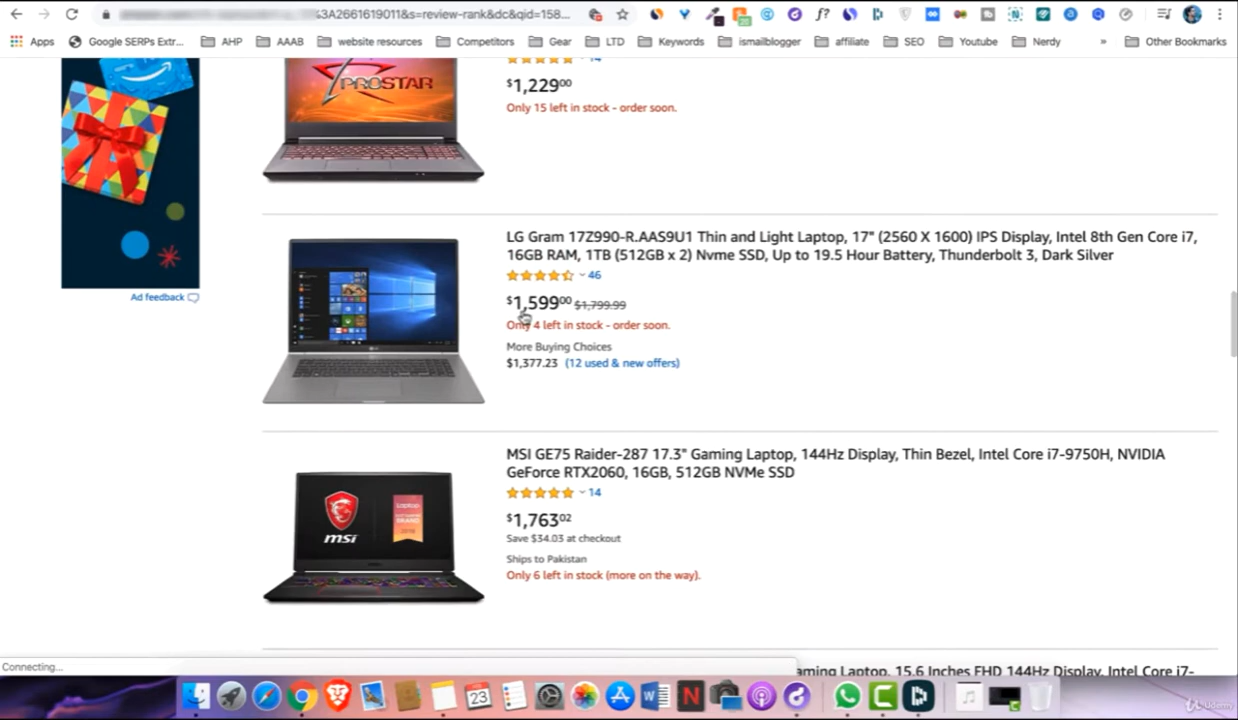 %3A2661619011&s=review-rank&dc&qid=158...
Apps
Google SERPs Extr...
AHP
AAAB
website resources
Competitors
Gear
LTD
Keywords
ismailblogger
affiliate
SEO
Youtube
Nerdy
»
Other Bookmarks
PROSTAR
14
$1,229.00
Only 15 left in stock - order soon.
LG Gram 17Z990-R.AAS9U1 Thin and Light Laptop, 17" (2560 X 1600) IPS Display, Intel 8th Gen Core i7,
16GB RAM, 1TB (512GB x 2) Nvme SSD, Up to 19.5 Hour Battery, Thunderbolt 3, Dark Silver
46
$1,599.00 $1,799.99
Only 4 left in stock - order soon.
More Buying Choices
$1,377.23 (12 used & new offers)
Ad feedback
MSI GE75 Raider-287 17.3" Gaming Laptop, 144Hz Display, Thin Bezel, Intel Core i7-9750H, NVIDIA
GeForce RTX2060, 16GB, 512GB NVMe SSD
14
$1,763.02
Save $34.03 at checkout
Ships to Pakistan
Only 6 left in stock (more on the way).
msi
Connecting...
aming Laptop, 15.6 Inches FHD 144Hz Display, Intel Core i7-
23
Udemy